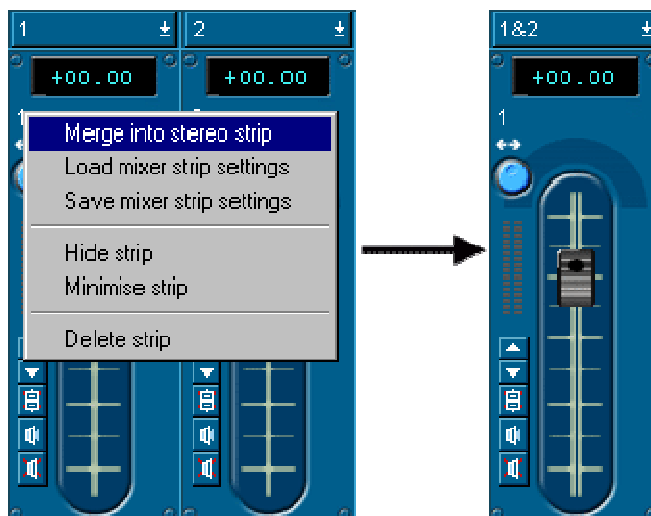 1
2
1&2
+00.00
+00.00
+00.00
1
Merge into stereo strip
Load mixer strip settings
Save mixer strip settings
Hide strip
Minimise strip
Delete strip